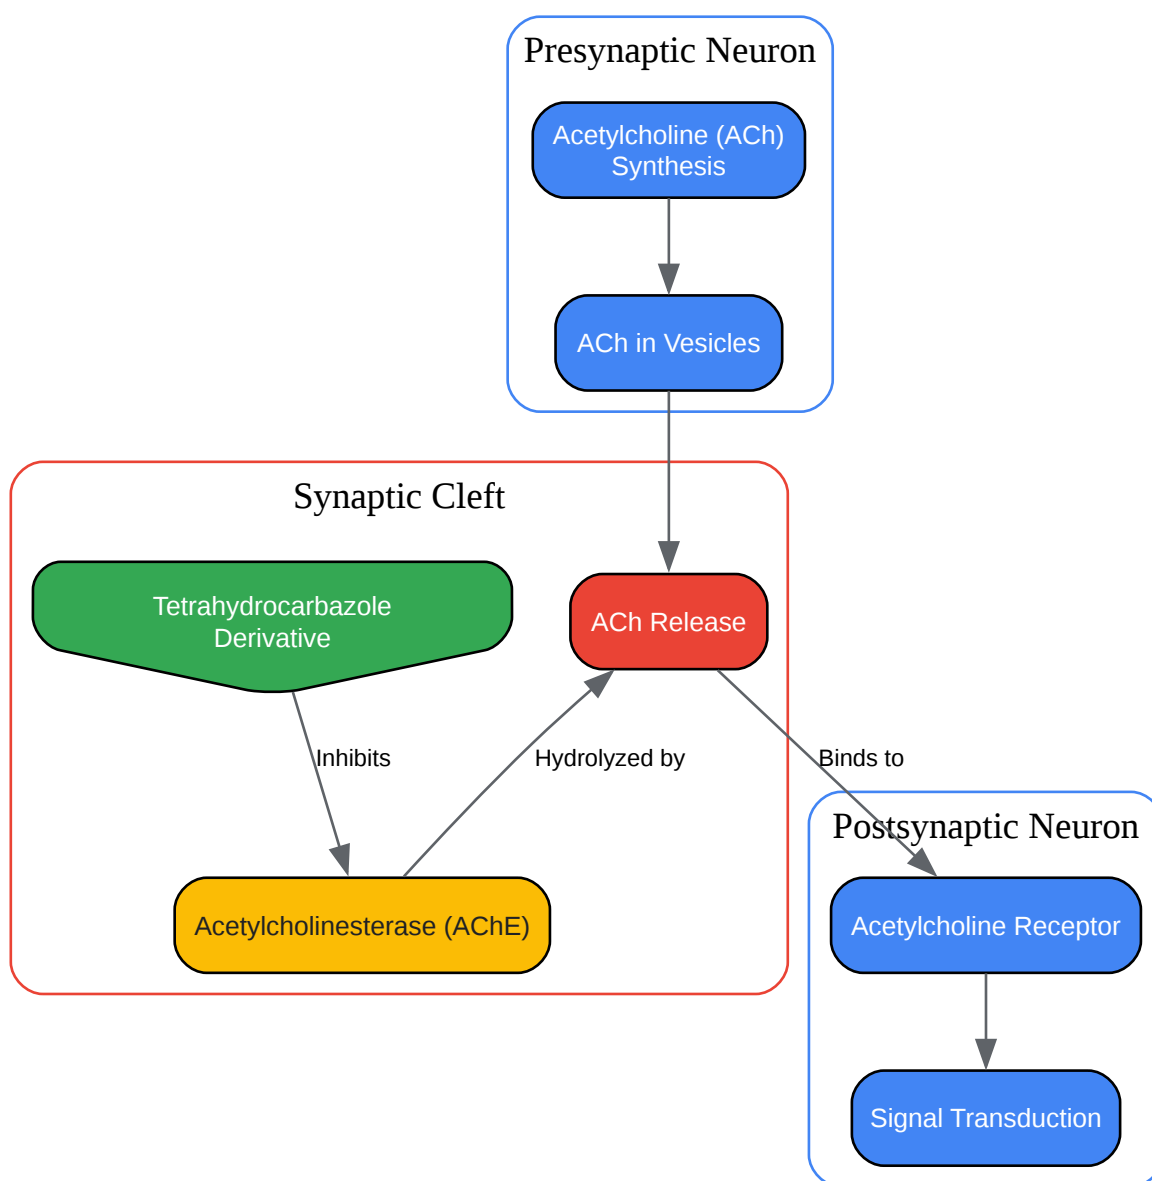 Presynaptic Neuron
Acetylcholine (ACh)
Synthesis
ACh in Vesicles
Synaptic Cleft
Tetrahydrocarbazole
Derivative
ACh Release
Inhibits
Hydrolyzed by
Binds to
Postsynaptic Neuron
Acetylcholinesterase (AChE)
Acetylcholine Receptor
Signal Transduction